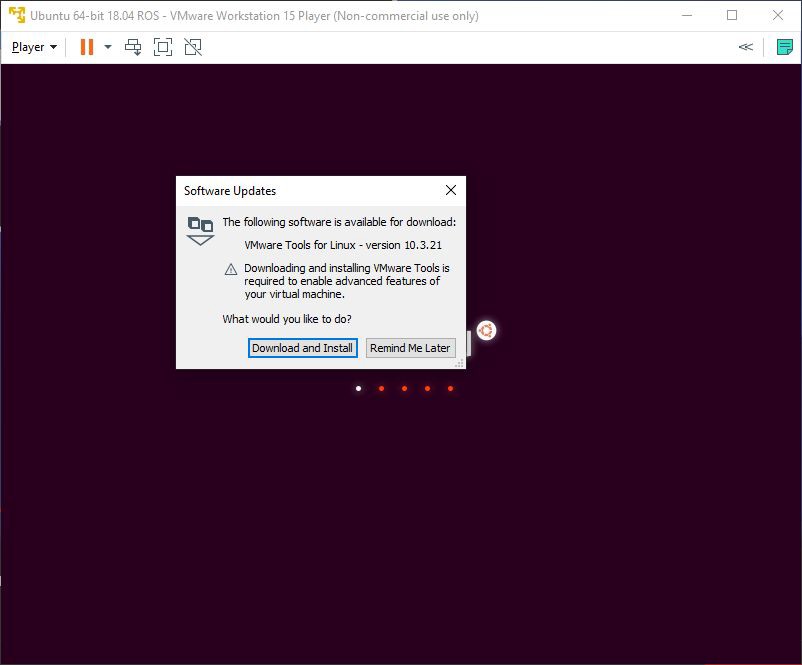 Ubuntu 64-bit 18.04 ROS - VMware Workstation 15 Player (Non-commercial use only)
Player
Software Updates
The following software is available for download:
VMware Tools for Linux - version 10.3.21
Downloading and installing VMware Tools is
required to enable advanced features of
your virtual machine.
What would you like to do?
Download and Install
Remind Me Later